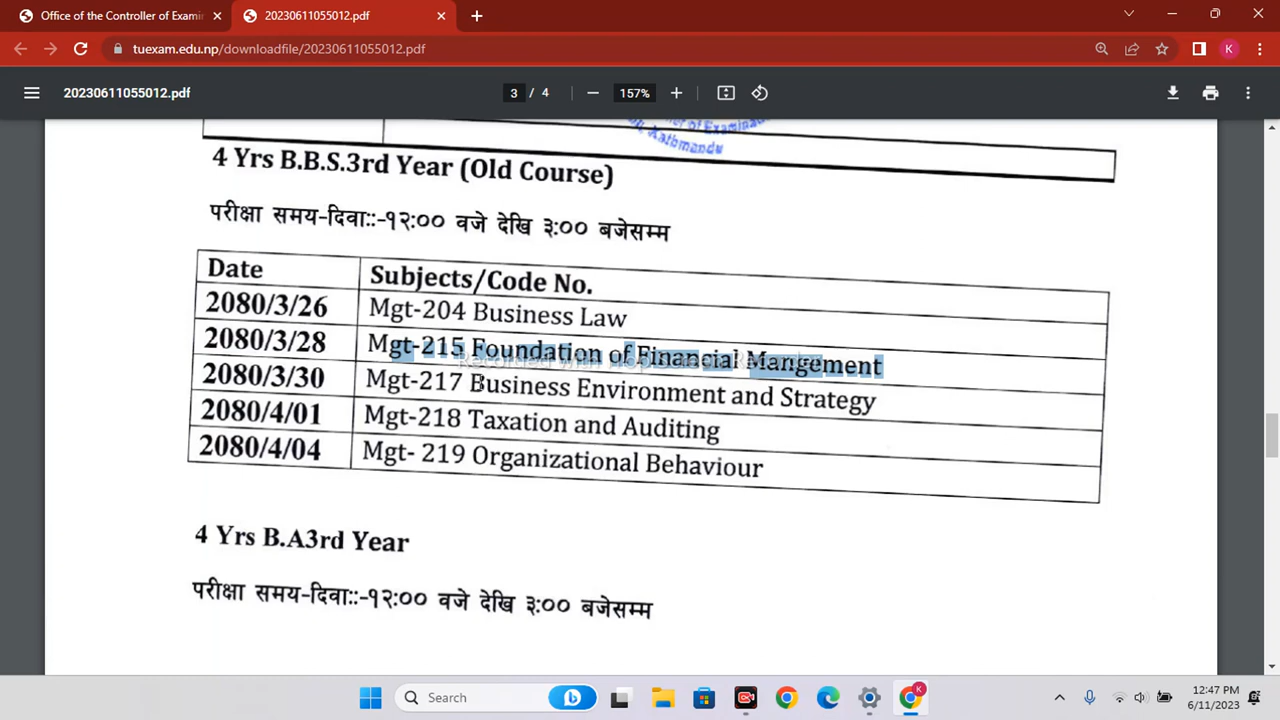 Office of the Controller of Examin
20230611055012.pdf
tuexam.edu.np/downloadfile/20230611055012.pdf
K
20230611055012.pdf
3 / 4
157%
4 Yrs B.B.S.3rd Year (Old Course)
परीक्षा समय-दिवा::-१२:०० वजे देखि ३:०० बजेसम्म
Date Subjects/Code No.
2080/3/26 Mgt-204 Business Law
2080/3/28 Mgt-215 Foundation of Financial Mangement
2080/3/30 Mgt-217 Business Environment and Strategy
2080/4/01 Mgt-218 Taxation and Auditing
2080/4/04 Mgt- 219 Organizational Behaviour
4 Yrs B.A3rd Year
परीक्षा समय-दिवा::-१२:०० वजे देखि ३:०० बजेसम्म
Search
K
12:47 PM
6/11/2023